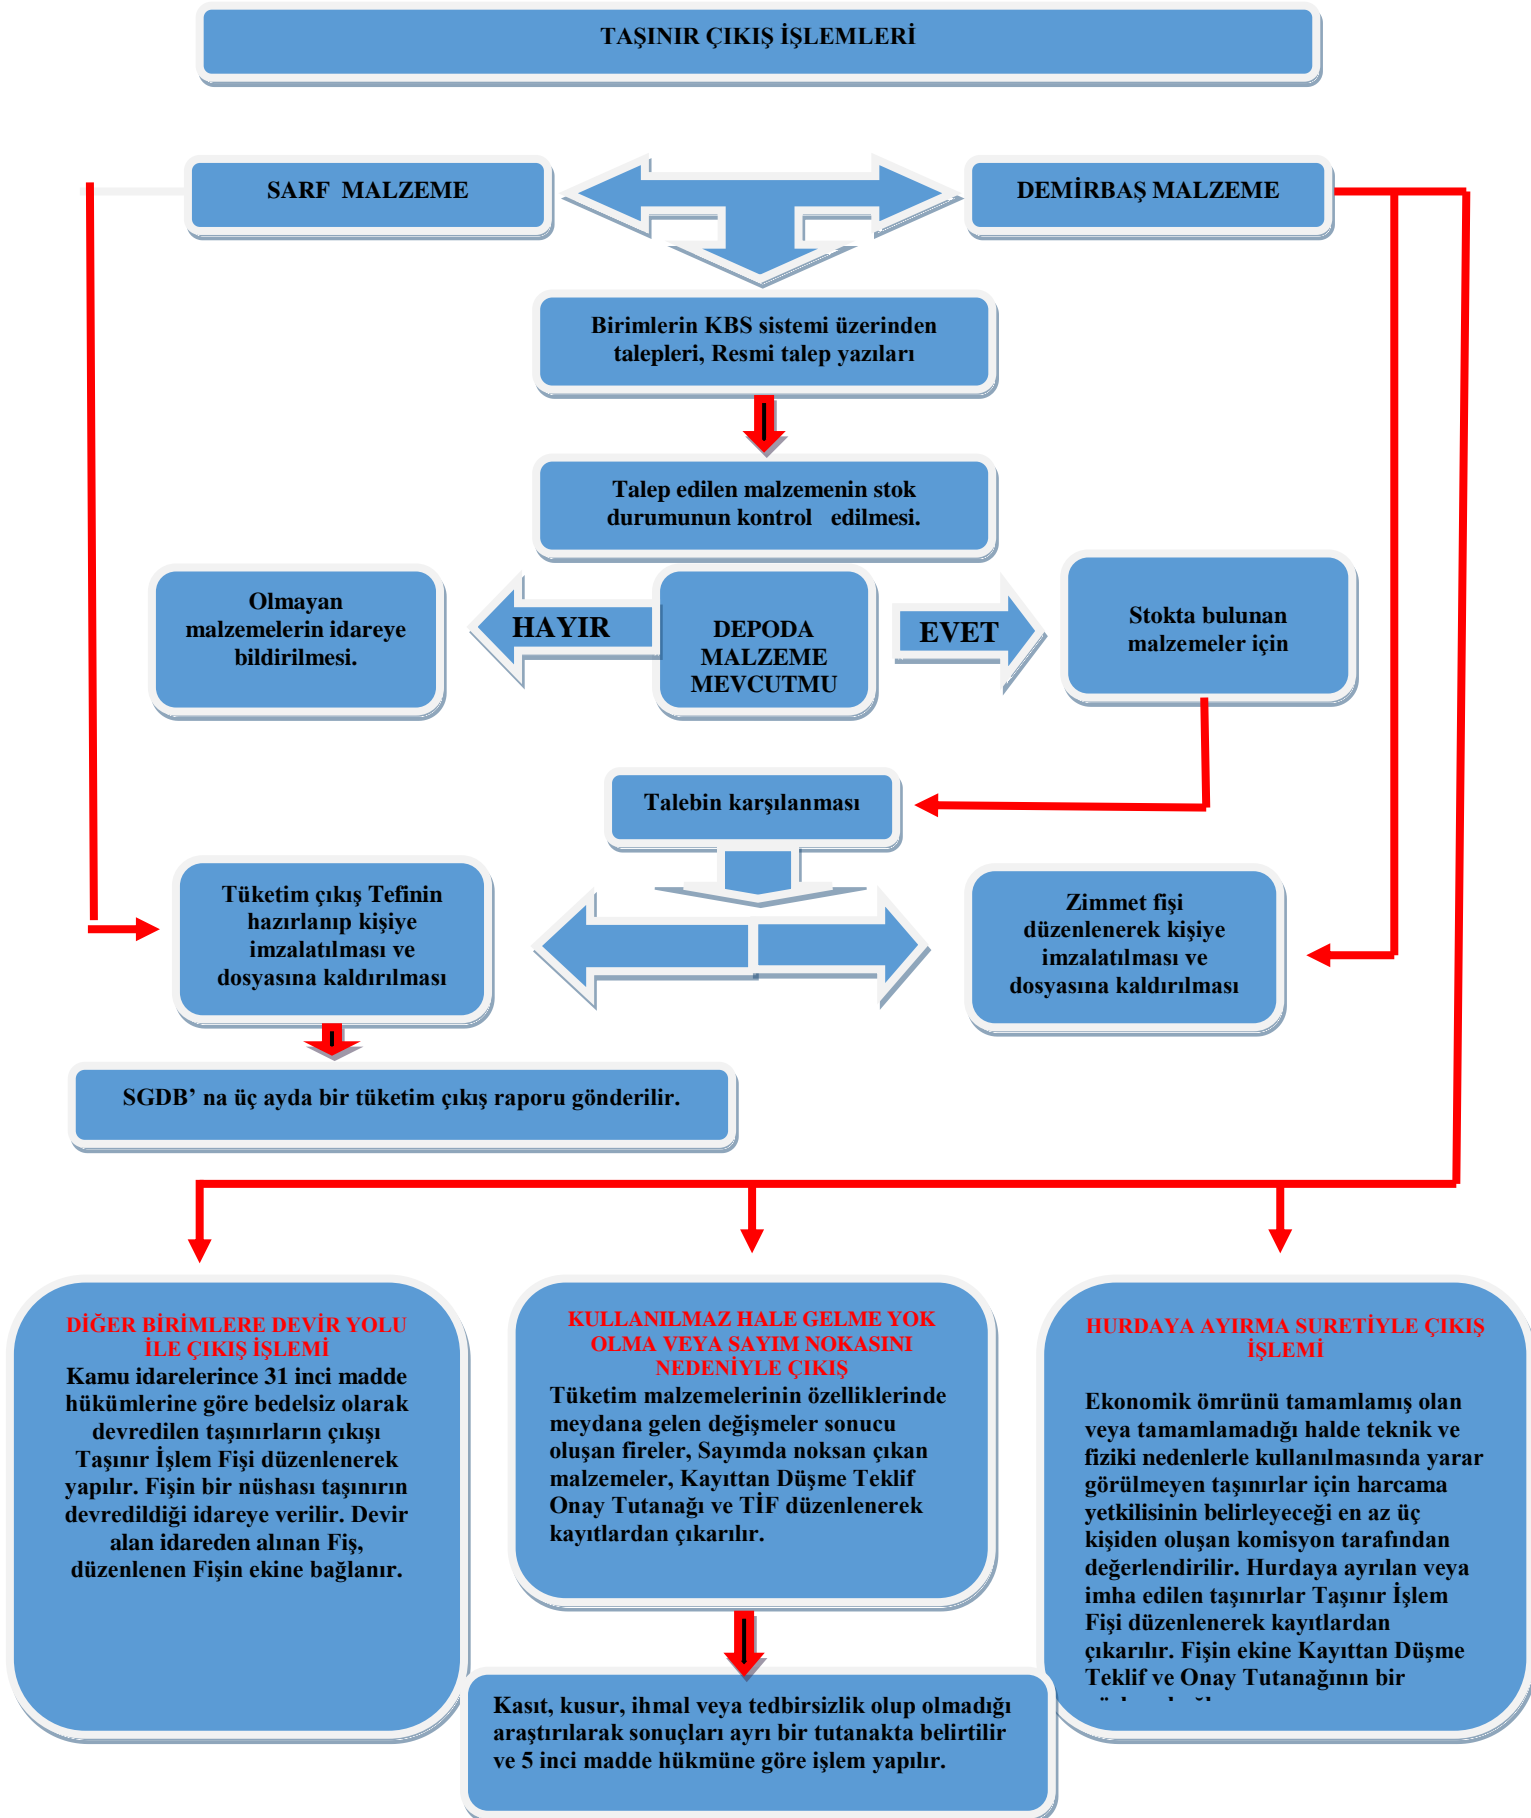 TAŞINIR ÇIKIŞ İŞLEMLERİ
SARF MALZEME
DEMİRBAŞ MALZEME
Birimlerin KBS sistemi üzerinden
talepleri, Resmi talep yazıları
Talep edilen malzemenin stok
durumunun kontrol edilmesi.
Olmayan
malzemelerin idareye
bildirilmesi.
HAYIR
DEPODA
MALZEME
MEVCUTMU
EVET
Stokta bulunan
malzemeler için
Talebin karşılanması
Tüketim çıkış Tefinin
hazırlanıp kişiye
imzalatılması ve
dosyasına kaldırılması
Zimmet fişi
düzenlenerek kişiye
imzalatılması ve
dosyasına kaldırılması
SGDB’ na üç ayda bir tüketim çıkış raporu gönderilir.
DİĞER BİRİMLERE DEVİR YOLU
İLE ÇIKIŞ İŞLEMİ
Kamu idarelerince 31 inci madde
hükümlerine göre bedelsiz olarak
devredilen taşınırların çıkışı
Taşınır İşlem Fişi düzenlenerek
yapılır. Fişin bir nüshası taşınırın
devredildiği idareye verilir. Devir
alan idareden alınan Fiş,
düzenlenen Fişin ekine bağlanır.
KULLANILMAZ HALE GELME YOK
OLMA VEYA SAYIM NOKASINI
NEDENİYLE ÇIKIŞ
Tüketim malzemelerinin özelliklerinde
meydana gelen değişmeler sonucu
oluşan fireler, Sayımda noksan çıkan
malzemeler, Kayıttan Düşme Teklif
Onay Tutanağı ve TİF düzenlenerek
kayıtlardan çıkarılır.
HURDAYA AYIRMA SURETİYLE ÇIKIŞ
İŞLEMİ
Ekonomik ömrünü tamamlamış olan
veya tamamlamadığı halde teknik ve
fiziki nedenlerle kullanılmasında yarar
görülmeyen taşınırlar için harcama
yetkilisinin belirleyeceği en az üç
kişiden oluşan komisyon tarafından
değerlendirilir. Hurdaya ayrılan veya
imha edilen taşınırlar Taşınır İşlem
Fişi düzenlenerek kayıtlardan
çıkarılır. Fişin ekine Kayıttan Düşme
Teklif ve Onay Tutanağının bir
Kasıt, kusur, ihmal veya tedbirsizlik olup olmadığı
araştırılarak sonuçları ayrı bir tutanakta belirtilir
ve 5 inci madde hükmüne göre işlem yapılır.